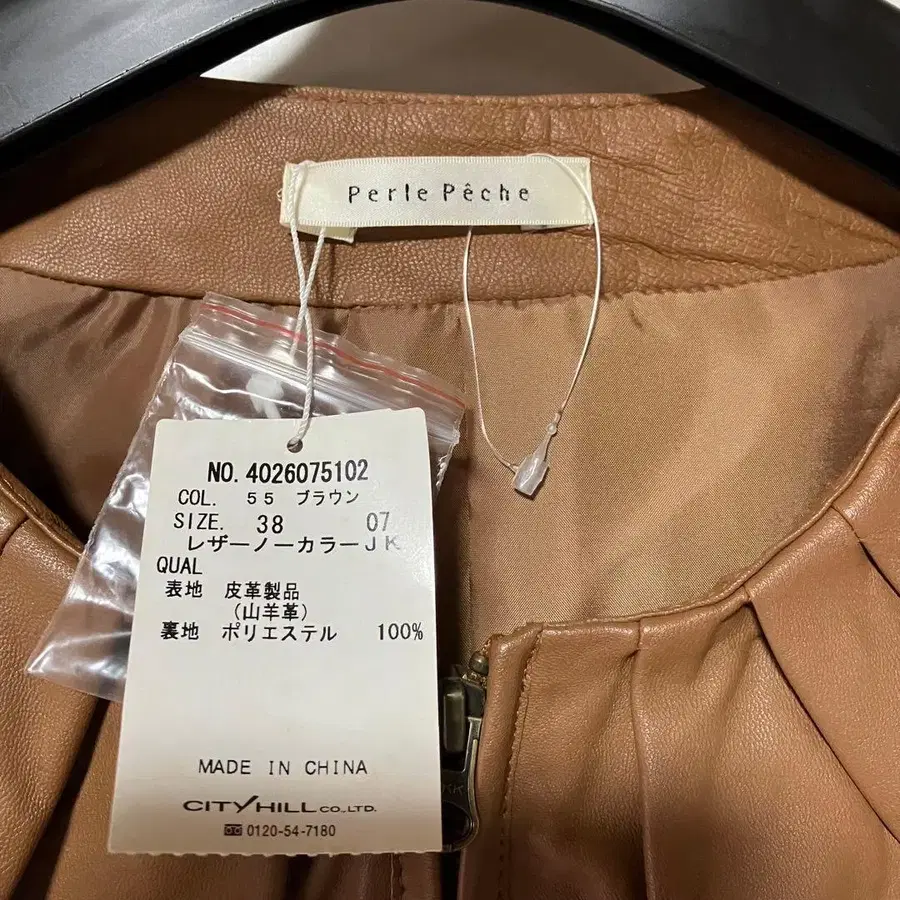 Perle Pêche
NO. 4026075102
COL. 55 ブラウン
SIZE. 38 07
レザーノーカラーJK
QUAL
表地 皮革製品
(山羊革)
裏地 ポリエステル 100%
MADE IN CHINA
CITYHILL CO.,LTD.
0120-54-7180